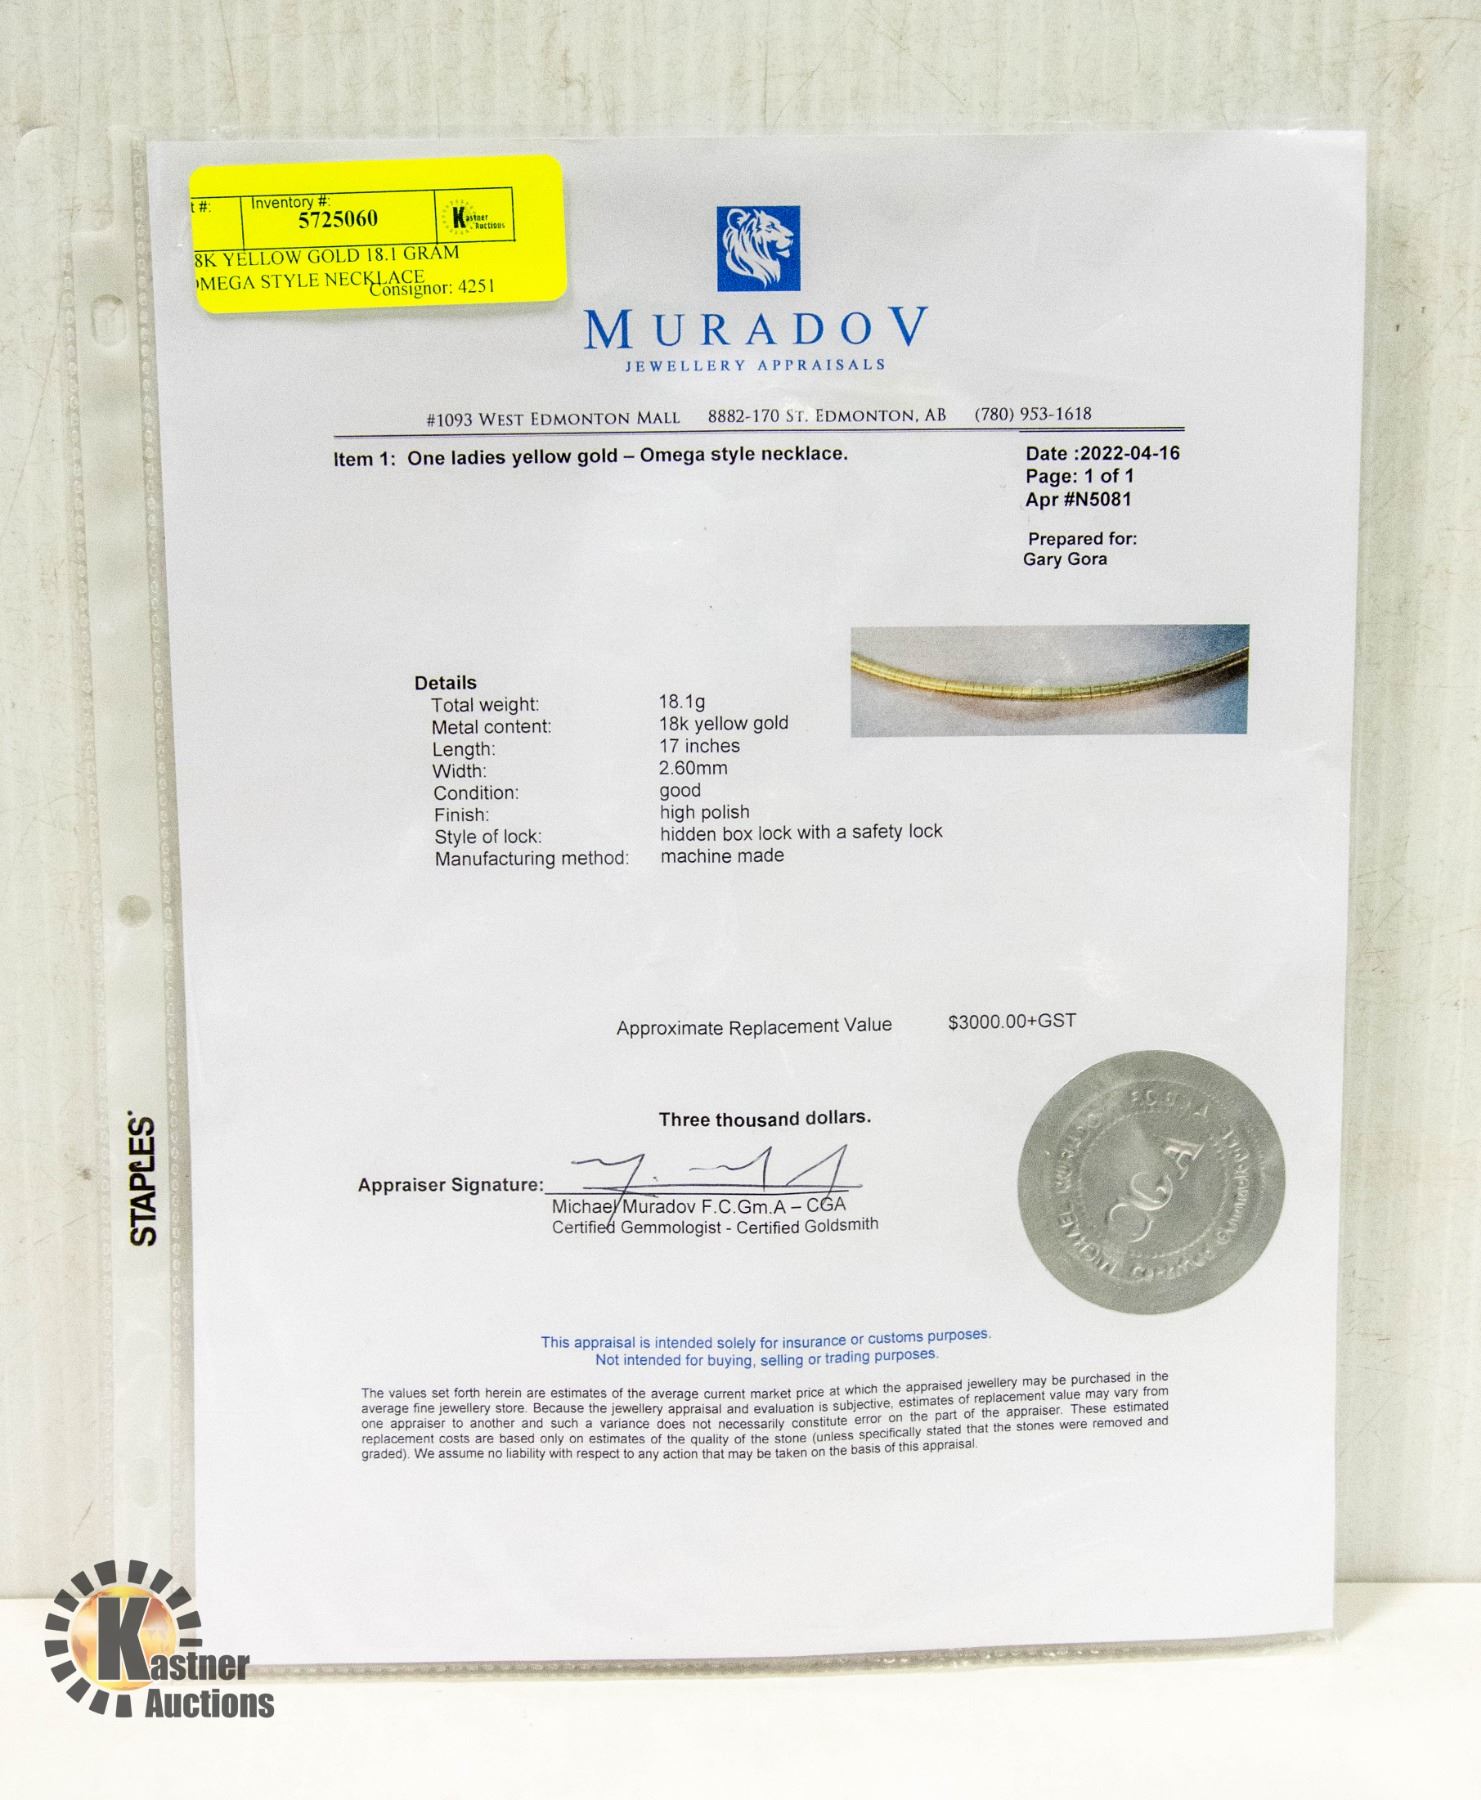 t #:
Inventory #:
5725060
Kastner
Auctions
8K YELLOW GOLD 18.1 GRAM
OMEGA STYLE NECKLACE
Consignor: 4251
MURADOV
JEWELLERY APPRAISALS
#1093 WEST EDMONTON MALL 8882-170 ST. EDMONTON, AB (780) 953-1618
Item 1: One ladies yellow gold – Omega style necklace.
Date :2022-04-16
Page: 1 of 1
Apr #N5081
Prepared for:
Gary Gora
Details
Total weight: 18.1g
Metal content: 18k yellow gold
Length: 17 inches
Width: 2.60mm
Condition: good
Finish: high polish
Style of lock: hidden box lock with a safety lock
Manufacturing method: machine made
Approximate Replacement Value $3000.00+GST
Three thousand dollars.
Appraiser Signature:
Michael Muradov F.C.Gm.A – CGA
Certified Gemmologist - Certified Goldsmith
This appraisal is intended solely for insurance or customs purposes.
Not intended for buying, selling or trading purposes.
The values set forth herein are estimates of the average current market price at which the appraised jewellery may be purchased in the
average fine jewellery store. Because the jewellery appraisal and evaluation is subjective, estimates of replacement value may vary from
one appraiser to another and such a variance does not necessarily constitute error on the part of the appraiser. These estimated
replacement costs are based only on estimates of the quality of the stone (unless specifically stated that the stones were removed and
graded). We assume no liability with respect to any action that may be taken on the basis of this appraisal.
STAPLES
Kastner
Auctions